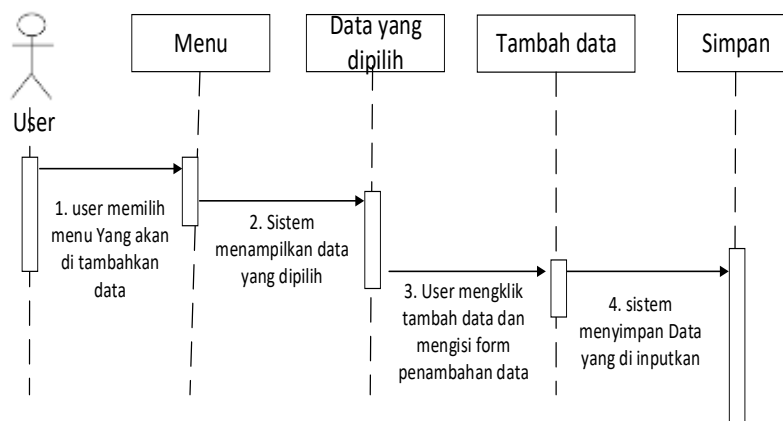 Menu
Data yang
dipilih
Tambah data
Simpan
User
1. user memilih
menu Yang akan
di tambahkan
data
2. Sistem
menampilkan data
yang dipilih
3. User mengklik
tambah data dan
mengisi form
penambahan data
4. sistem
menyimpan Data
yang di inputkan